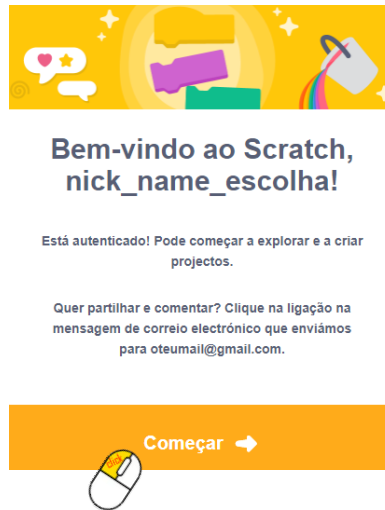 Bem-vindo ao Scratch,
nick_name_escolha!
Está autenticado! Pode começar a explorar e a criar
projectos.
Quer partilhar e comentar? Clique na ligação na
mensagem de correio electrónico que enviámos
para oteumail@gmail.com.
Começar
click